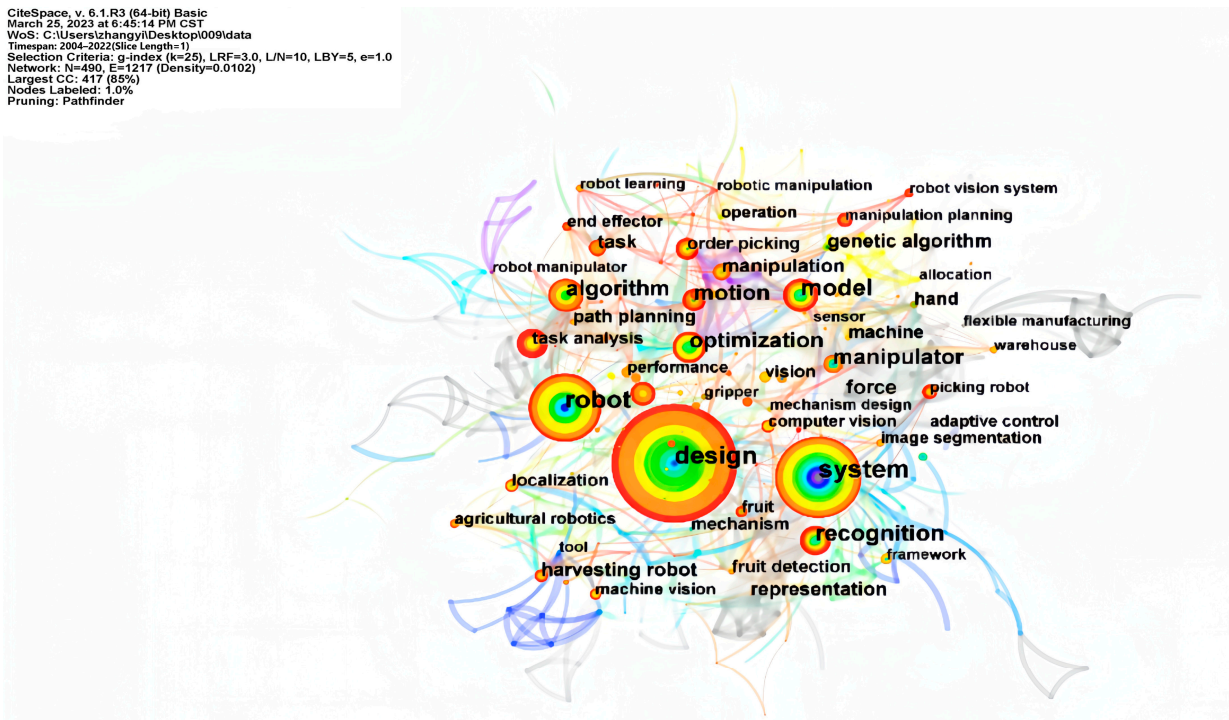 CiteSpace, v. 6.1.R3 (64-bit) Basic
March 25, 2023 at 6:45:14 PM CST
WoS: C:\Users\zhangyi\Desktop\009\data
Timespan: 2004–2022(Slice Length=1)
Selection Criteria: g-index (k=25), LRF=3.0, L/N=10, LBY=5, e=1.0
Network: N=490, E=1217 (Density=0.0102)
Largest CC: 417 (85%)
Nodes Labeled: 1.0%
Pruning: Pathfinder
robot learning
robotic manipulation
robot vision system
operation
manipulation planning
end effector
task
order picking
genetic algorithm
robot manipulator
manipulation
allocation
algorithm
motion
model
hand
path planning
sensor
flexible manufacturing
task analysis
optimization
machine
warehouse
manipulator
performance
vision
force
picking robot
robot
gripper
mechanism design
computer vision
adaptive control
image segmentation
design
system
localization
fruit
agricultural robotics
mechanism
recognition
tool
framework
harvesting robot
fruit detection
machine vision
representation